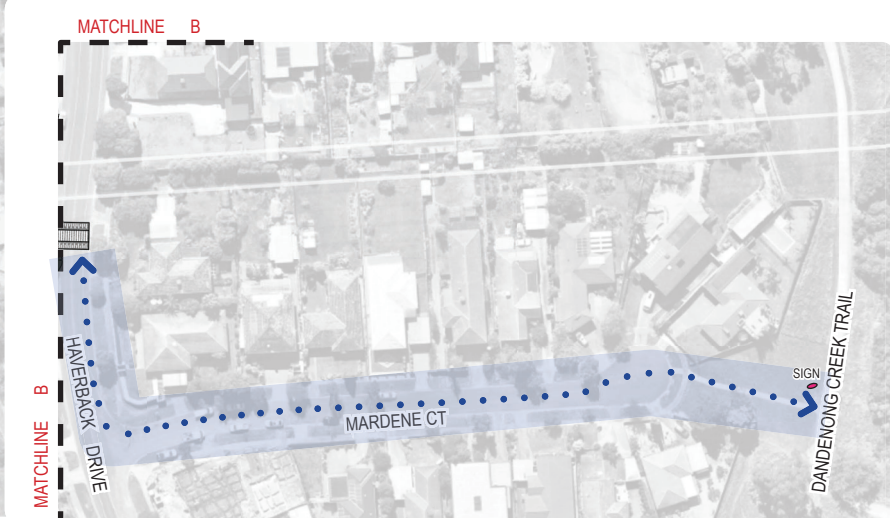 MATCHLINE B
HAVERBACK DRIVE
MATCHLINE B
MARDENE CT
SIGN
DANDENONG CREEK TRAIL